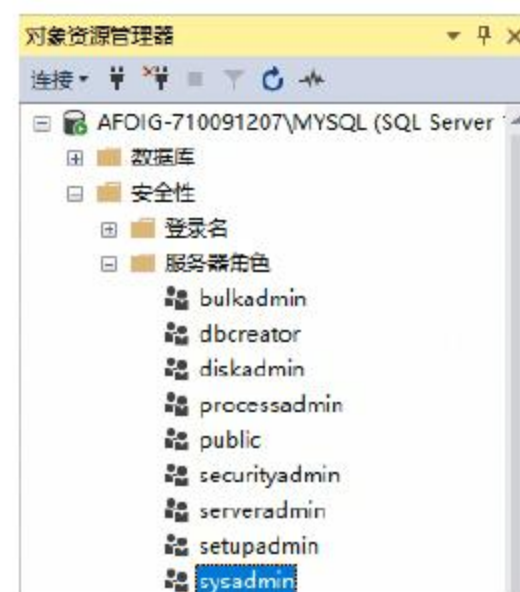 对象资源管理器
连接
AFOIG-710091207\MYSQL (SQL Server
数据库
安全性
登录名
服务器角色
bulkadmin
dbcreator
diskadmin
processadmin
public
securityadmin
serveradmin
setupadmin
sysadmin